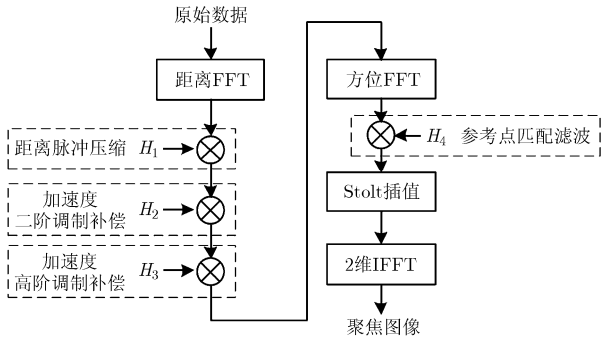 原始数据
距离FFT
距离脉冲压缩 H1
加速度
二阶调制补偿 H2
加速度
高阶调制补偿 H3
方位FFT
H4 参考点匹配滤波
Stolt插值
2维IFFT
聚焦图像